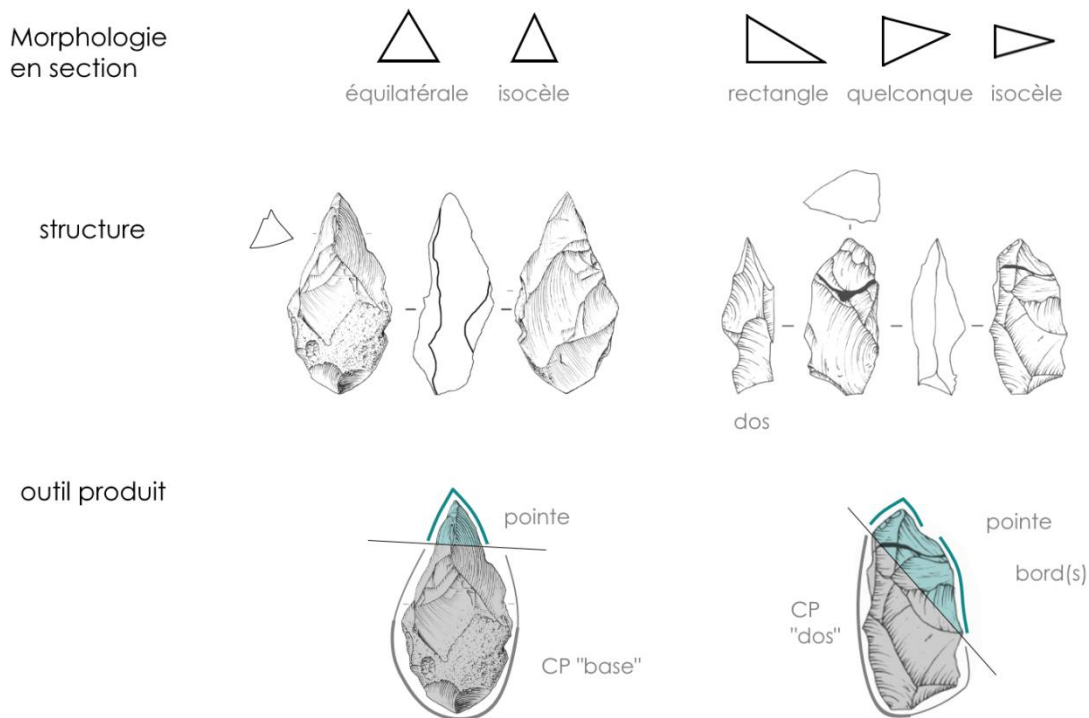 Morphologie
en section
équilatérale
isocèle
rectangle
quelconque
isocèle
structure
dos
outil produit
pointe
CP "base"
pointe
bord(s)
CP
"dos"